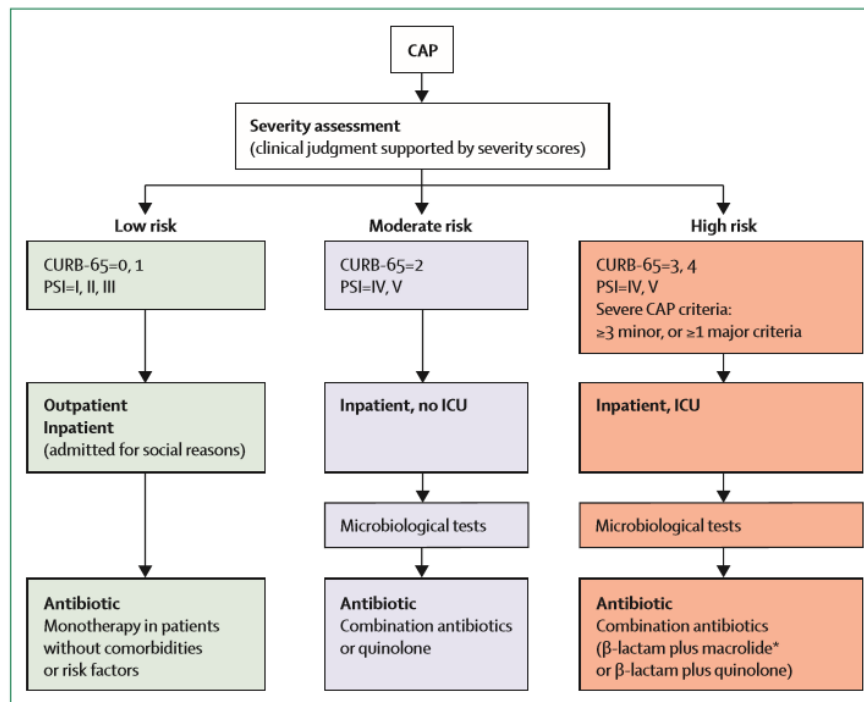 CAP
Severity assessment
(clinical judgment supported by severity scores)
Low risk
Moderate risk
High risk
CURB-65=0, 1
PSI=I, II, III
CURB-65=2
PSI=IV, V
CURB-65=3, 4
PSI=IV, V
Severe CAP criteria:
≥3 minor, or ≥1 major criteria
Outpatient
Inpatient
(admitted for social reasons)
Inpatient, no ICU
Inpatient, ICU
Microbiological tests
Microbiological tests
Antibiotic
Monotherapy in patients
without comorbidities
or risk factors
Antibiotic
Combination antibiotics
or quinolone
Antibiotic
Combination antibiotics
(β-lactam plus macrolide*
or β-lactam plus quinolone)